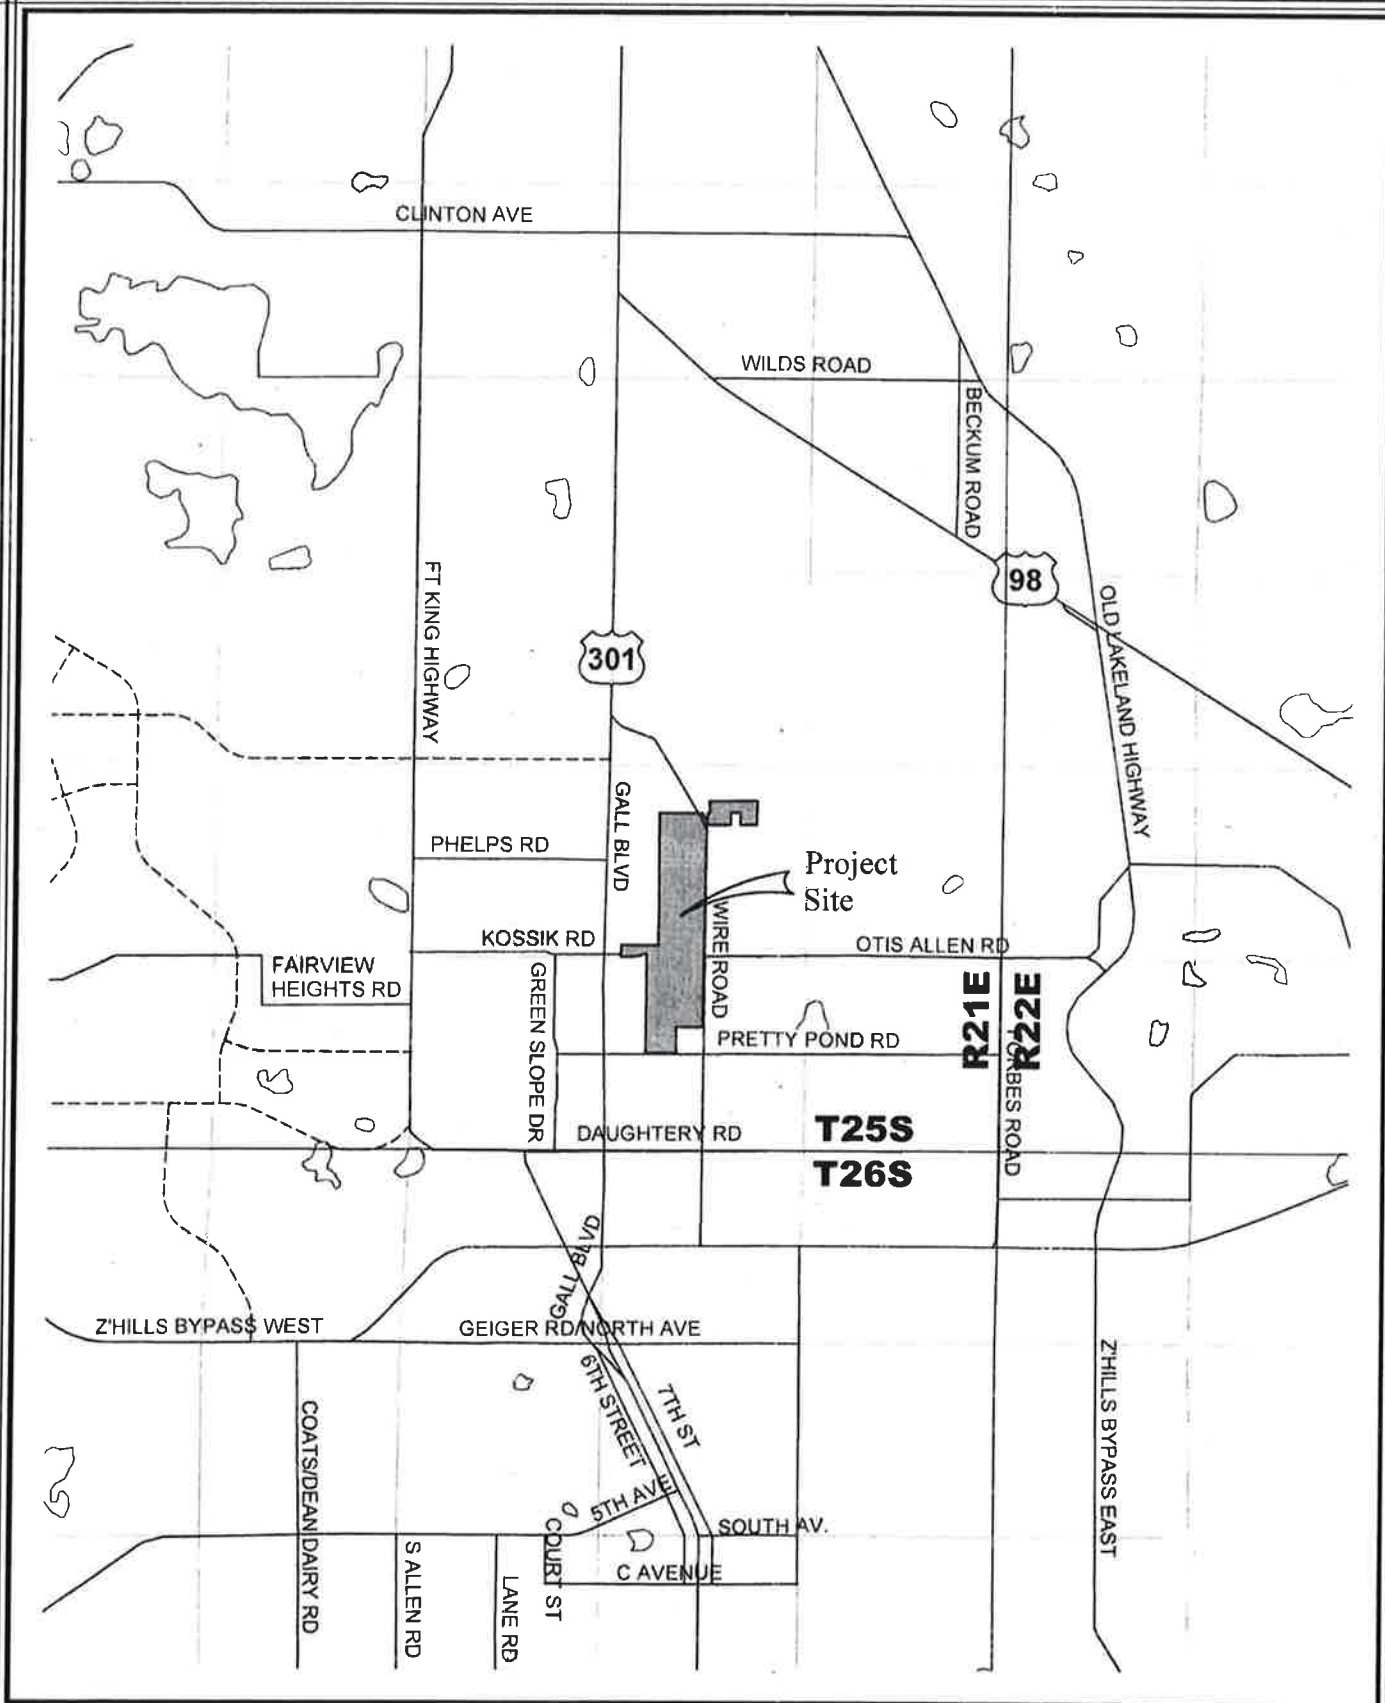 CLINTON AVE
WILDS ROAD
BECKUM ROAD
98
FT KING HIGHWAY
301
OLD LAKELAND HIGHWAY
GALL BLVD
PHELPS RD
Project
Site
WIRE ROAD
KOSSIK RD
OTIS ALLEN RD
FAIRVIEW
HEIGHTS RD
GREEN SLOPE DR
R21E
R22E
PRETTY POND RD
FORBES ROAD
DAUGHTERY RD
T25S
T26S
GALL BLVD
Z'HILLS BYPASS WEST
GEIGER RD/NORTH AVE
6TH STREET
7TH ST
Z'HILLS BYPASS EAST
COATS/DEAN DAIRY RD
5TH AVE
SOUTH AV.
S ALLEN RD
LANE RD
COURT ST
C AVENUE